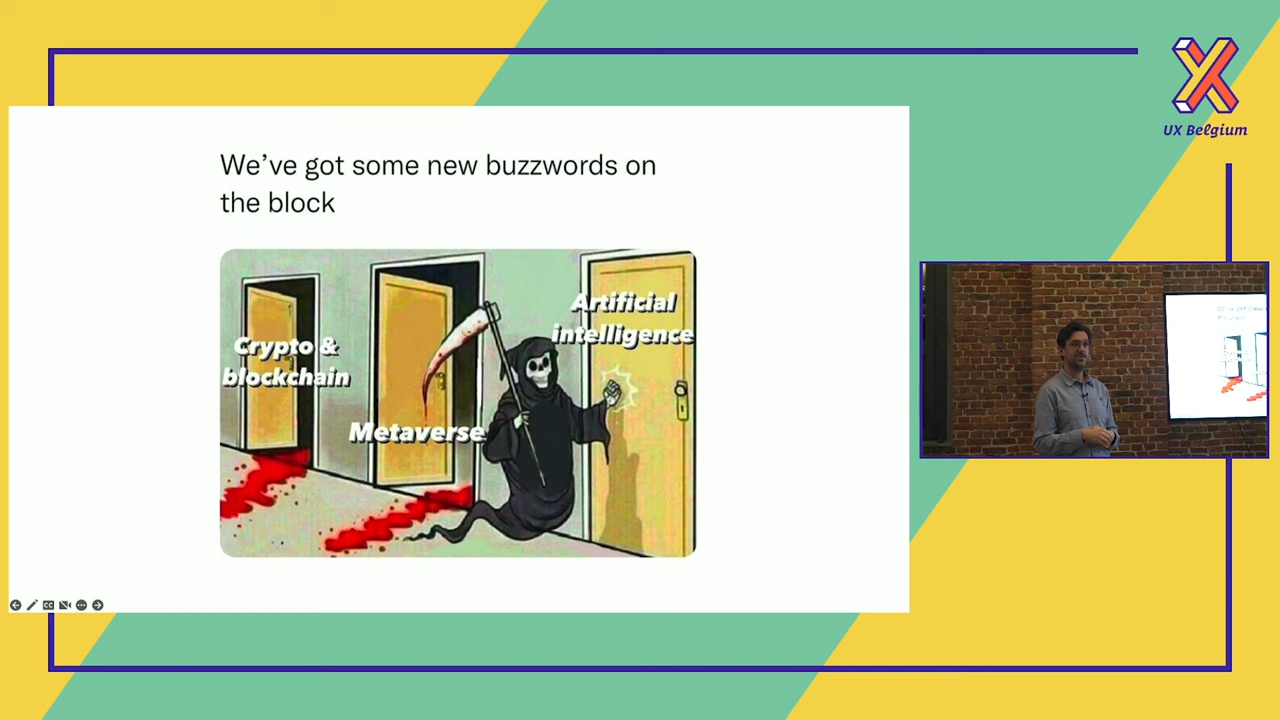 We've got some new buzzwords on
the block
Crypto &
blockchain
Metaverse
Artificial
intelligence
UX Belgium